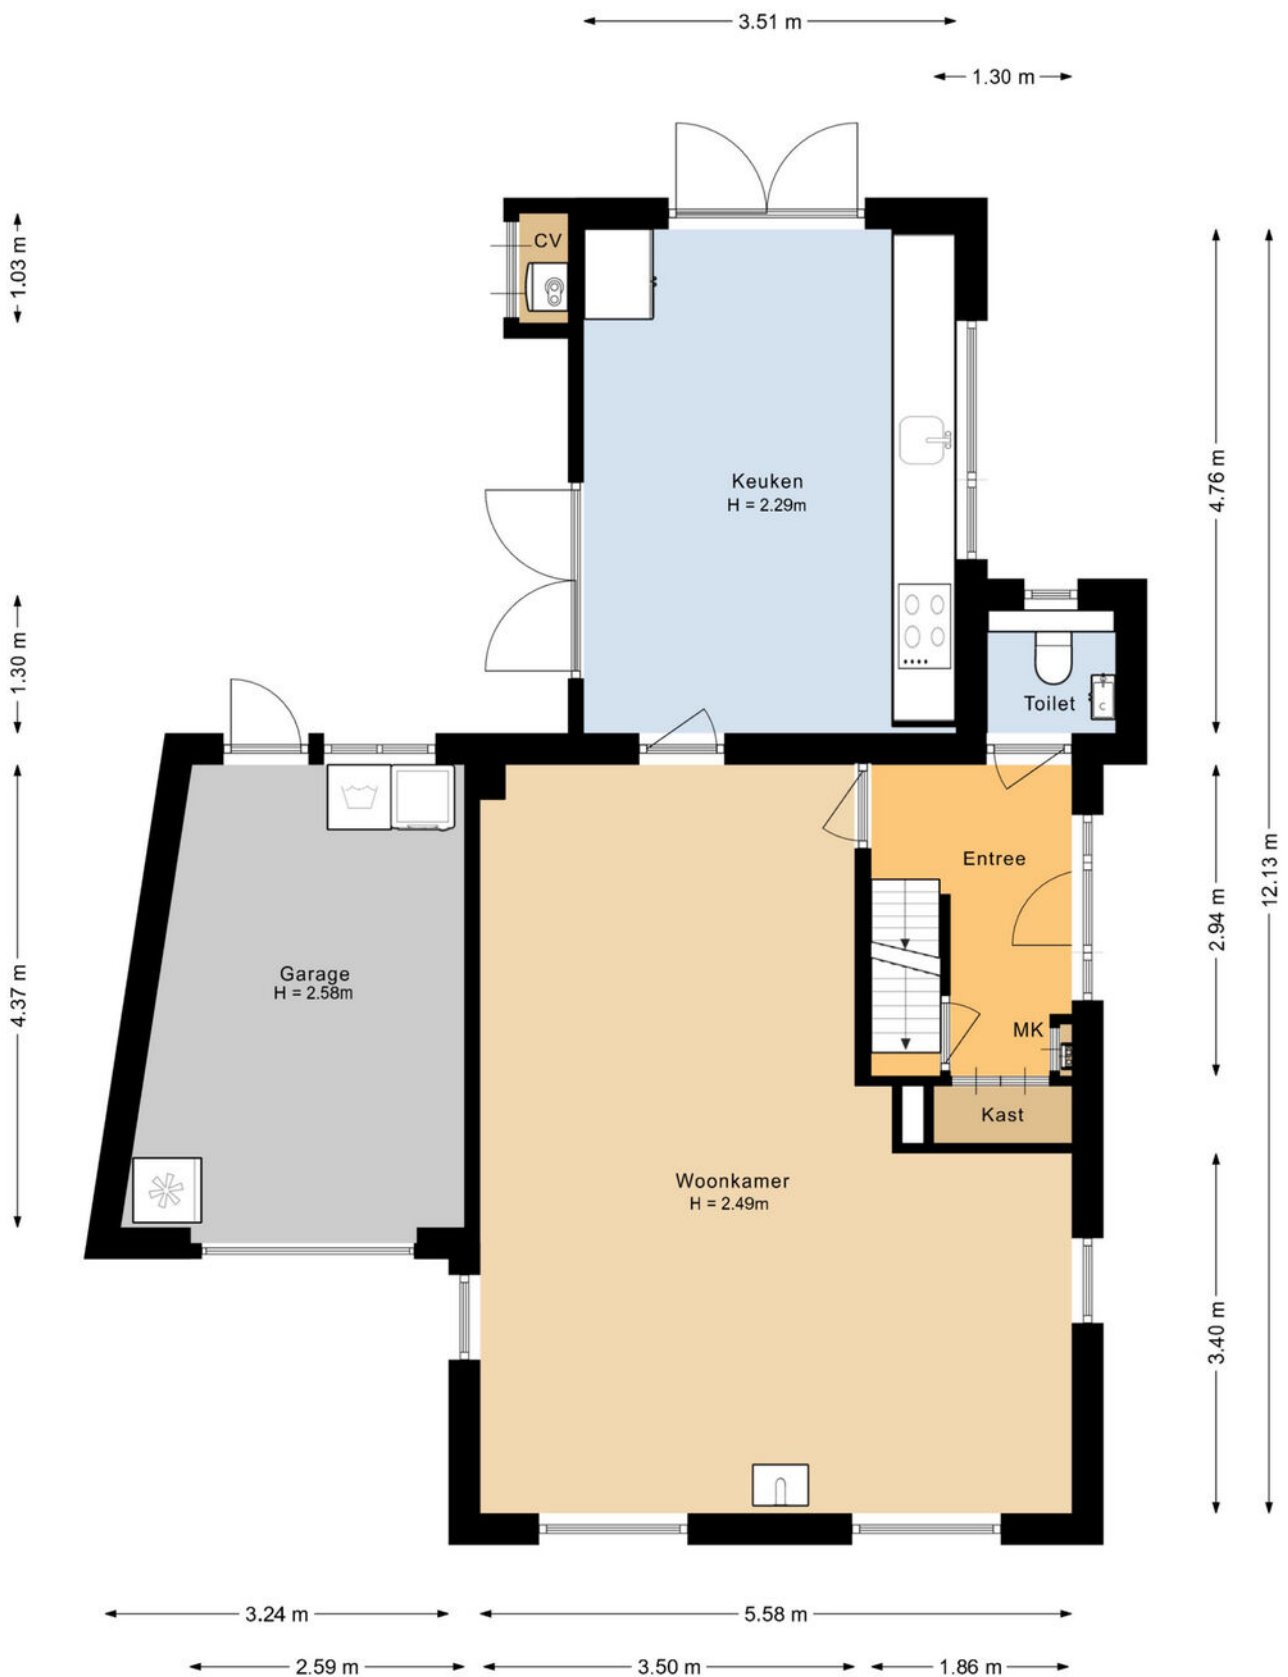 3.51 m
1.30 m
1.03 m
CV
Keuken
H = 2.29m
4.76 m
1.30 m
Toilet
C
12.13 m
Entree
2.94 m
Garage
H = 2.58m
4.37 m
MK
Kast
Woonkamer
H = 2.49m
3.40 m
3.24 m
5.58 m
2.59 m
3.50 m
1.86 m